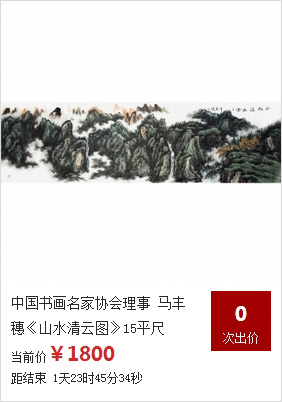 中国书画名家协会理事 马丰
穗《山水清云图》15平尺
当前价¥1800
距结束 1天23时45分34秒
0
次出价